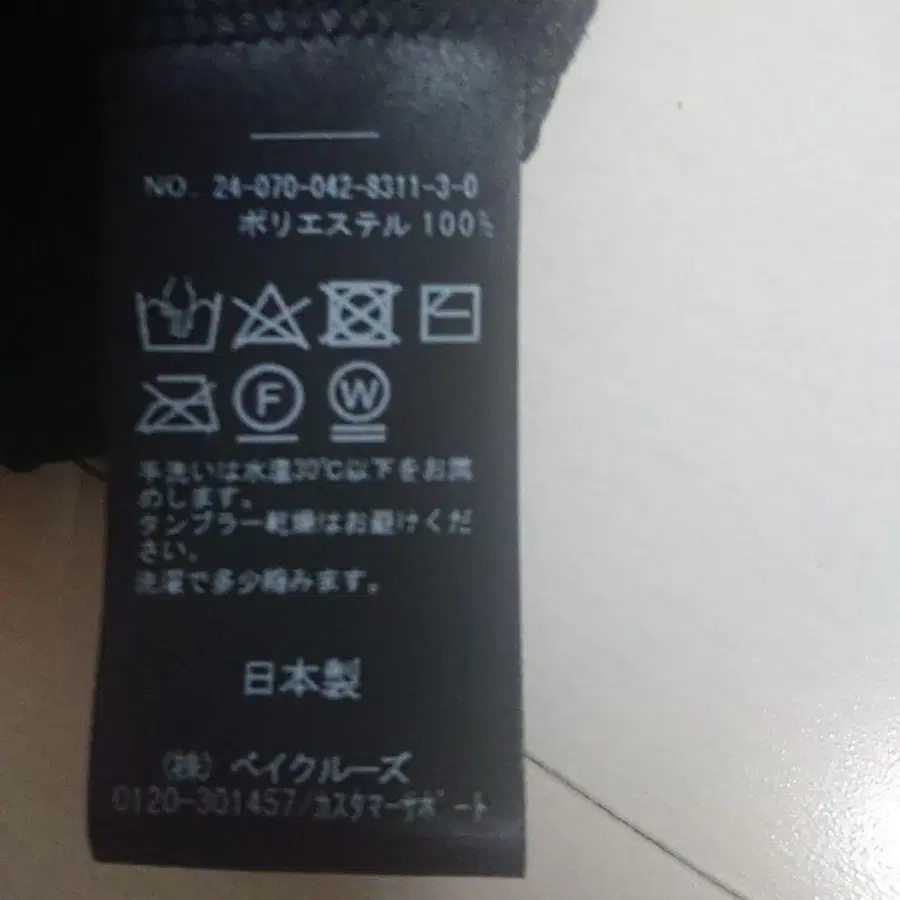 NO. 24-070-042-8311-3-0
ポリエステル 100%
F W
手洗いは水温30℃以下をお薦
めします。
タンブラー乾燥はお避けくだ
さい。
洗濯で多少縮みます。
日本製
(株) ベイクルーズ
0120-301457/カスタマーサポート